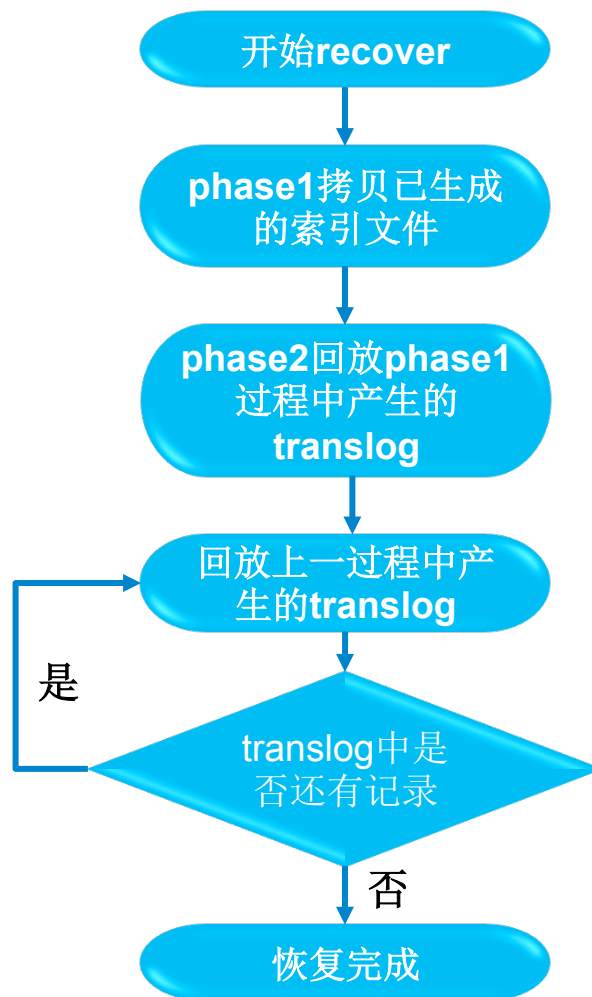 开始recover
phase1拷贝已生成
的索引文件
phase2回放phase1
过程中产生的
translog
回放上一过程中产
生的translog
是
translog中是
否还有记录
否
恢复完成